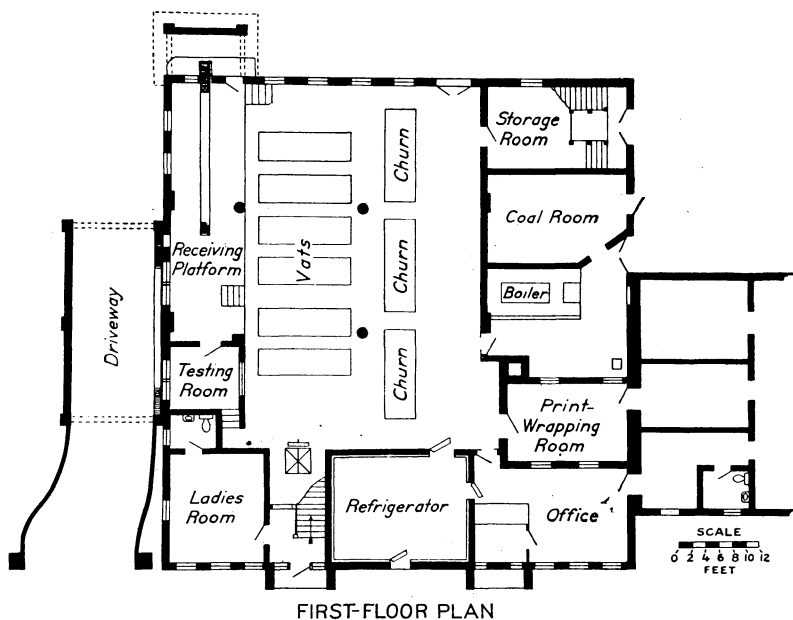 Storage
Room
Churn
Coal Room
Receiving
Platform
Vats
Churn
Boiler
Driveway
Testing
Room
Churn
Print-
Wrapping
Room
Ladies
Room
Refrigerator
Office
SCALE
0 2 4 6 8 10 12
FEET
FIRST-FLOOR PLAN